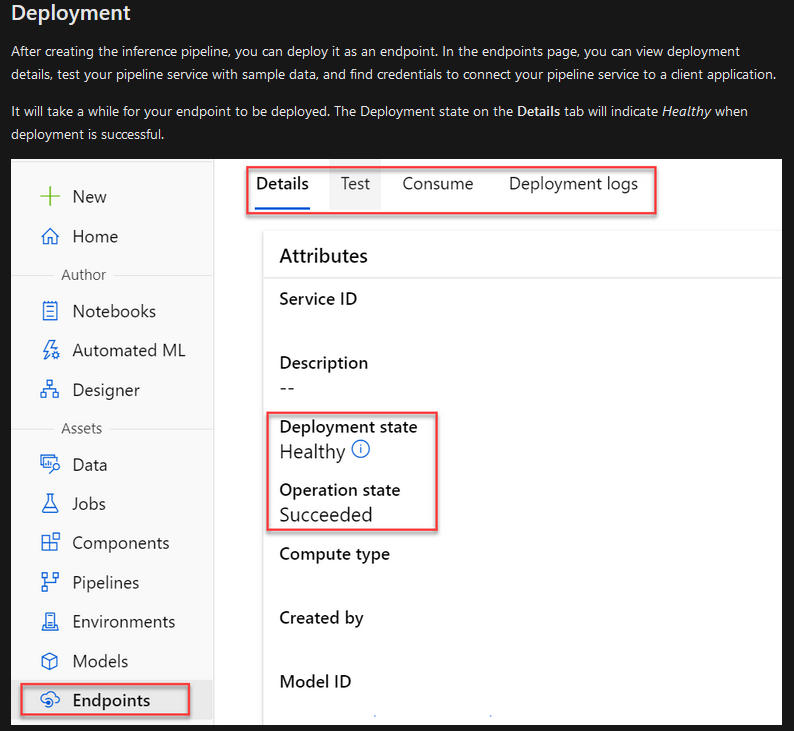 Deployment
After creating the inference pipeline, you can deploy it as an endpoint. In the endpoints page, you can view deployment
details, test your pipeline service with sample data, and find credentials to connect your pipeline service to a client application.
It will take a while for your endpoint to be deployed. The Deployment state on the Details tab will indicate Healthy when
deployment is successful.
New
Home
Author
Notebooks
Automated ML
Designer
Assets
Data
Jobs
Components
Pipelines
Environments
Models
Endpoints
Details Test Consume Deployment logs
Attributes
Service ID
Description
--
Deployment state
Healthy
Operation state
Succeeded
Compute type
Created by
Model ID